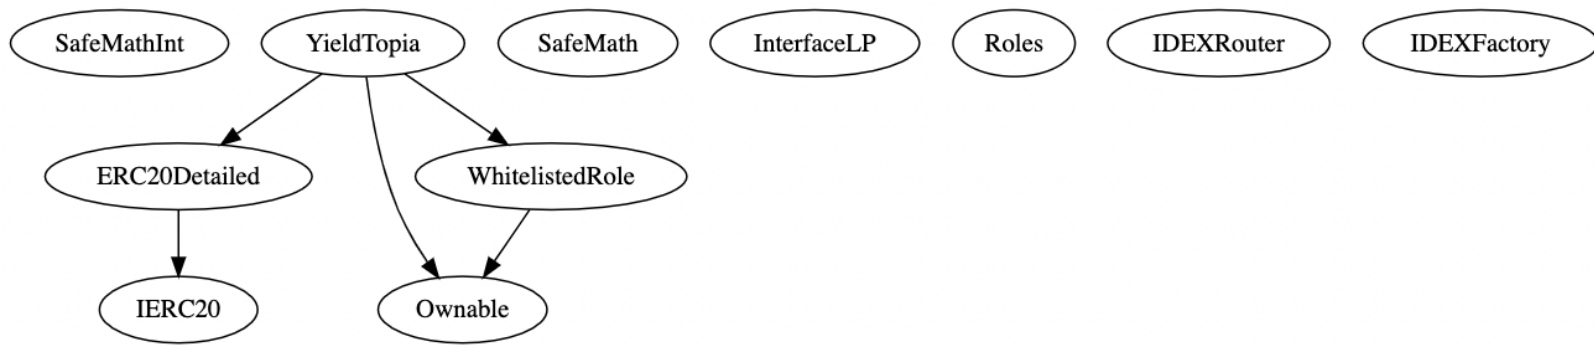 SafeMathInt
YieldTopia
SafeMath
InterfaceLP
Roles
IDEXRouter
IDEXFactory
ERC20Detailed
WhitelistedRole
IERC20
Ownable